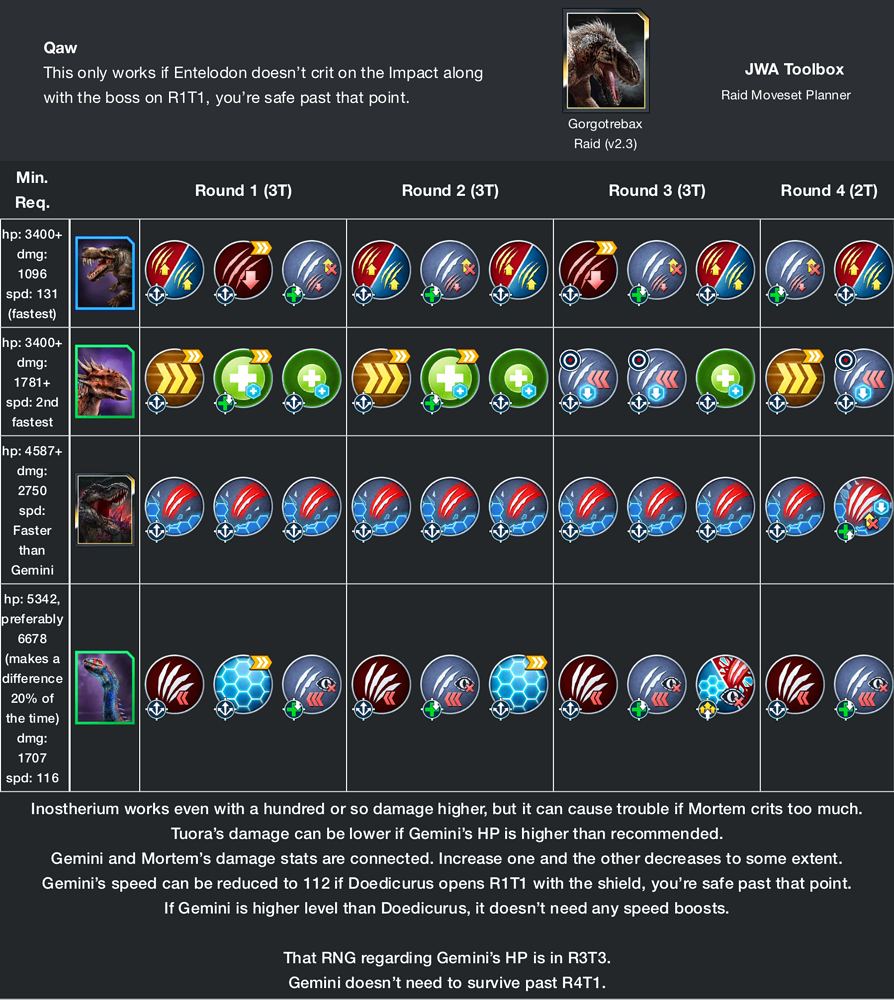 Qaw
This only works if Entelodon doesn't crit on the Impact along
with the boss on R1T1, you're safe past that point.
Gorgotrebax
Raid (v2.3)
JWA Toolbox
Raid Moveset Planner
Min.
Req.
Round 1 (3T)
Round 2 (3T)
Round 3 (3T)
Round 4 (2T)
hp: 3400+
dmg:
1096
spd: 131
(fastest)
hp: 3400+
dmg:
1781+
spd: 2nd
fastest
hp: 4587+
dmg:
2750
spd:
Faster
than
Gemini
hp: 5342,
preferably
6678
(makes a
difference
20% of
the time)
dmg:
1707
spd: 116
Inostherium works even with a hundred or so damage higher, but it can cause trouble if Mortem crits too much.
Tuora's damage can be lower if Gemini's HP is higher than recommended.
Gemini and Mortem's damage stats are connected. Increase one and the other decreases to some extent.
Gemini's speed can be reduced to 112 if Doedicurus opens R1T1 with the shield, you're safe past that point.
If Gemini is higher level than Doedicurus, it doesn't need any speed boosts.
That RNG regarding Gemini's HP is in R3T3.
Gemini doesn't need to survive past R4T1.